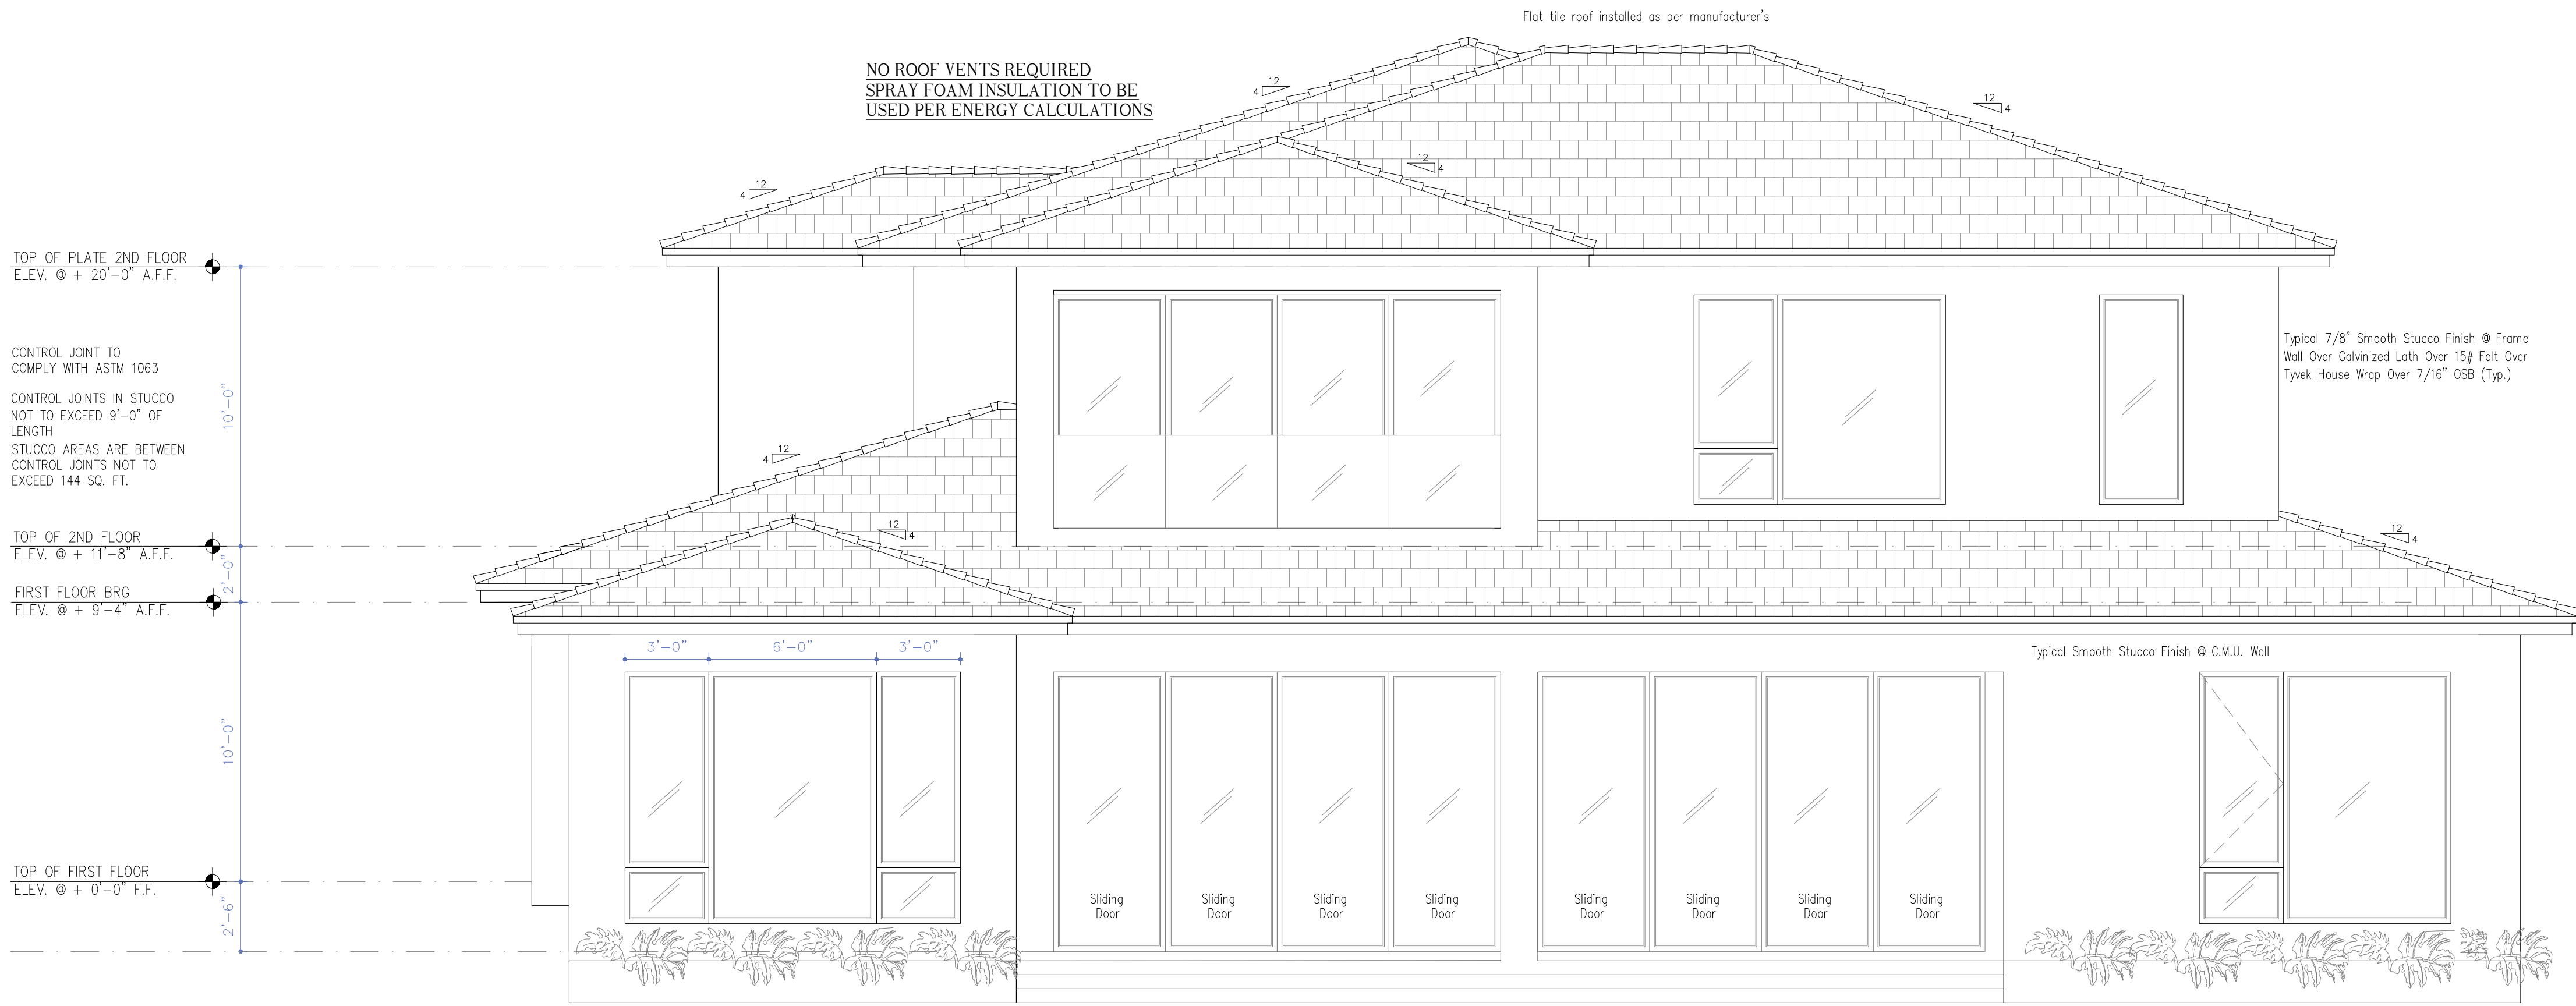 Flat tile roof installed as per manufacturer's
NO ROOF VENTS REQUIRED
SPRAY FOAM INSULATION TO BE
USED PER ENERGY CALCULATIONS
12
4
12
4
12
4
12
4
TOP OF PLATE 2ND FLOOR
ELEV. @ + 20'-0" A.F.F.
CONTROL JOINT TO
COMPLY WITH ASTM 1063
CONTROL JOINTS IN STUCCO
NOT TO EXCEED 9'-0" OF
LENGTH
STUCCO AREAS ARE BETWEEN
CONTROL JOINTS NOT TO
EXCEED 144 SQ. FT.
10'-0"
Typical 7/8" Smooth Stucco Finish @ Frame
Wall Over Galvinized Lath Over 15# Felt Over
Tyvek House Wrap Over 7/16" OSB (Typ.)
12
4
12
4
12
4
TOP OF 2ND FLOOR
ELEV. @ + 11'-8" A.F.F.
2'-0"
FIRST FLOOR BRG
ELEV. @ + 9'-4" A.F.F.
3'-0"
6'-0"
3'-0"
Typical Smooth Stucco Finish @ C.M.U. Wall
10'-0"
TOP OF FIRST FLOOR
ELEV. @ + 0'-0" F.F.
2'-6"
Sliding
Door
Sliding
Door
Sliding
Door
Sliding
Door
Sliding
Door
Sliding
Door
Sliding
Door
Sliding
Door